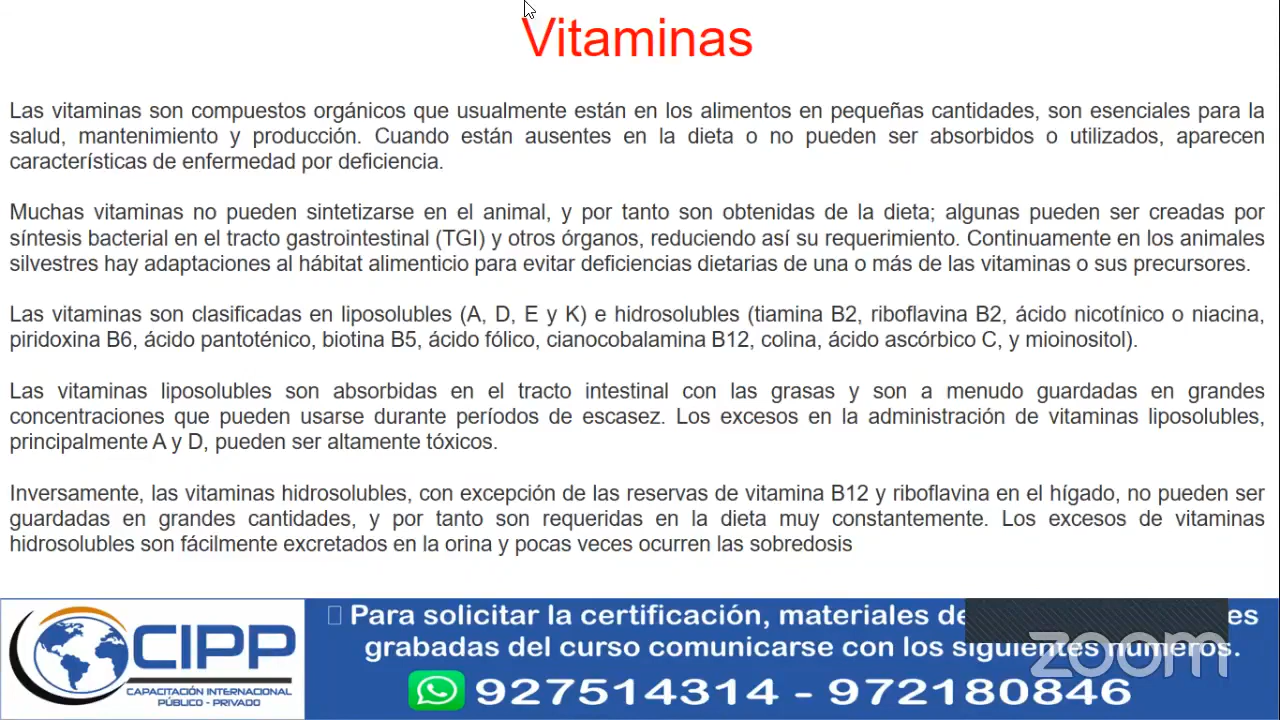 Vitaminas
Las vitaminas son compuestos orgánicos que usualmente están en los alimentos en pequeñas cantidades, son esenciales para la
salud, mantenimiento y producción. Cuando están ausentes en la dieta o no pueden ser absorbidos o utilizados, aparecen
características de enfermedad por deficiencia.
Muchas vitaminas no pueden sintetizarse en el animal, y por tanto son obtenidas de la dieta; algunas pueden ser creadas por
síntesis bacterial en el tracto gastrointestinal (TGI) y otros órganos, reduciendo así su requerimiento. Continuamente en los animales
silvestres hay adaptaciones al hábitat alimenticio para evitar deficiencias dietarias de una o más de las vitaminas o sus precursores.
Las vitaminas son clasificadas en liposolubles (A, D, E y K) e hidrosolubles (tiamina B2, riboflavina B2, ácido nicotínico o niacina,
piridoxina B6, ácido pantoténico, biotina B5, ácido fólico, cianocobalamina B12, colina, ácido ascórbico C, y mioinositol).
Las vitaminas liposolubles son absorbidas en el tracto intestinal con las grasas y son a menudo guardadas en grandes
concentraciones que pueden usarse durante períodos de escasez. Los excesos en la administración de vitaminas liposolubles,
principalmente A y D, pueden ser altamente tóxicos.
Inversamente, las vitaminas hidrosolubles, con excepción de las reservas de vitamina B12 y riboflavina en el hígado, no pueden ser
guardadas en grandes cantidades, y por tanto son requeridas en la dieta muy constantemente. Los excesos de vitaminas
hidrosolubles son fácilmente excretados en la orina y pocas veces ocurren las sobredosis
CIPP
CAPACITACIÓN INTERNACIONAL
PÚBLICO - PRIVADO
Para solicitar la certificación, materiales de
grabadas del curso comunicarse con los siguientes números.
927514314 - 972180846
zoom